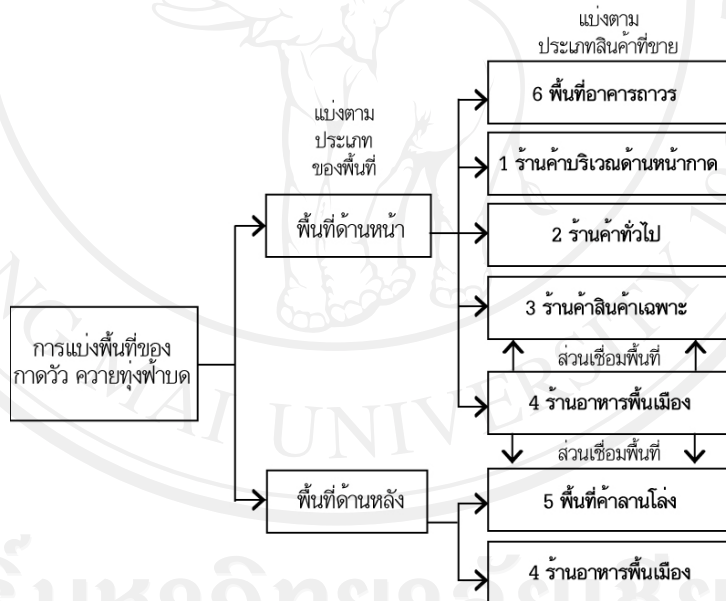 แบ่งตาม
ประเภทสินค้าที่ขาย
6 พื้นที่อาคารถาวร
แบ่งตาม
ประเภท
ของพื้นที่
1 ร้านค้าบริเวณด้านหน้ากาด
พื้นที่ด้านหน้า
2 ร้านค้าทั่วไป
3 ร้านค้าสินค้าเฉพาะ
การแบ่งพื้นที่ของ
กาดวัว ควายทุ่งฟ้าบด
ส่วนเชื่อมพื้นที่
4 ร้านอาหารพื้นเมือง
ส่วนเชื่อมพื้นที่
พื้นที่ด้านหลัง
5 พื้นที่ค้าลานโล่ง
4 ร้านอาหารพื้นเมือง
NG MAI UNIVERSITY